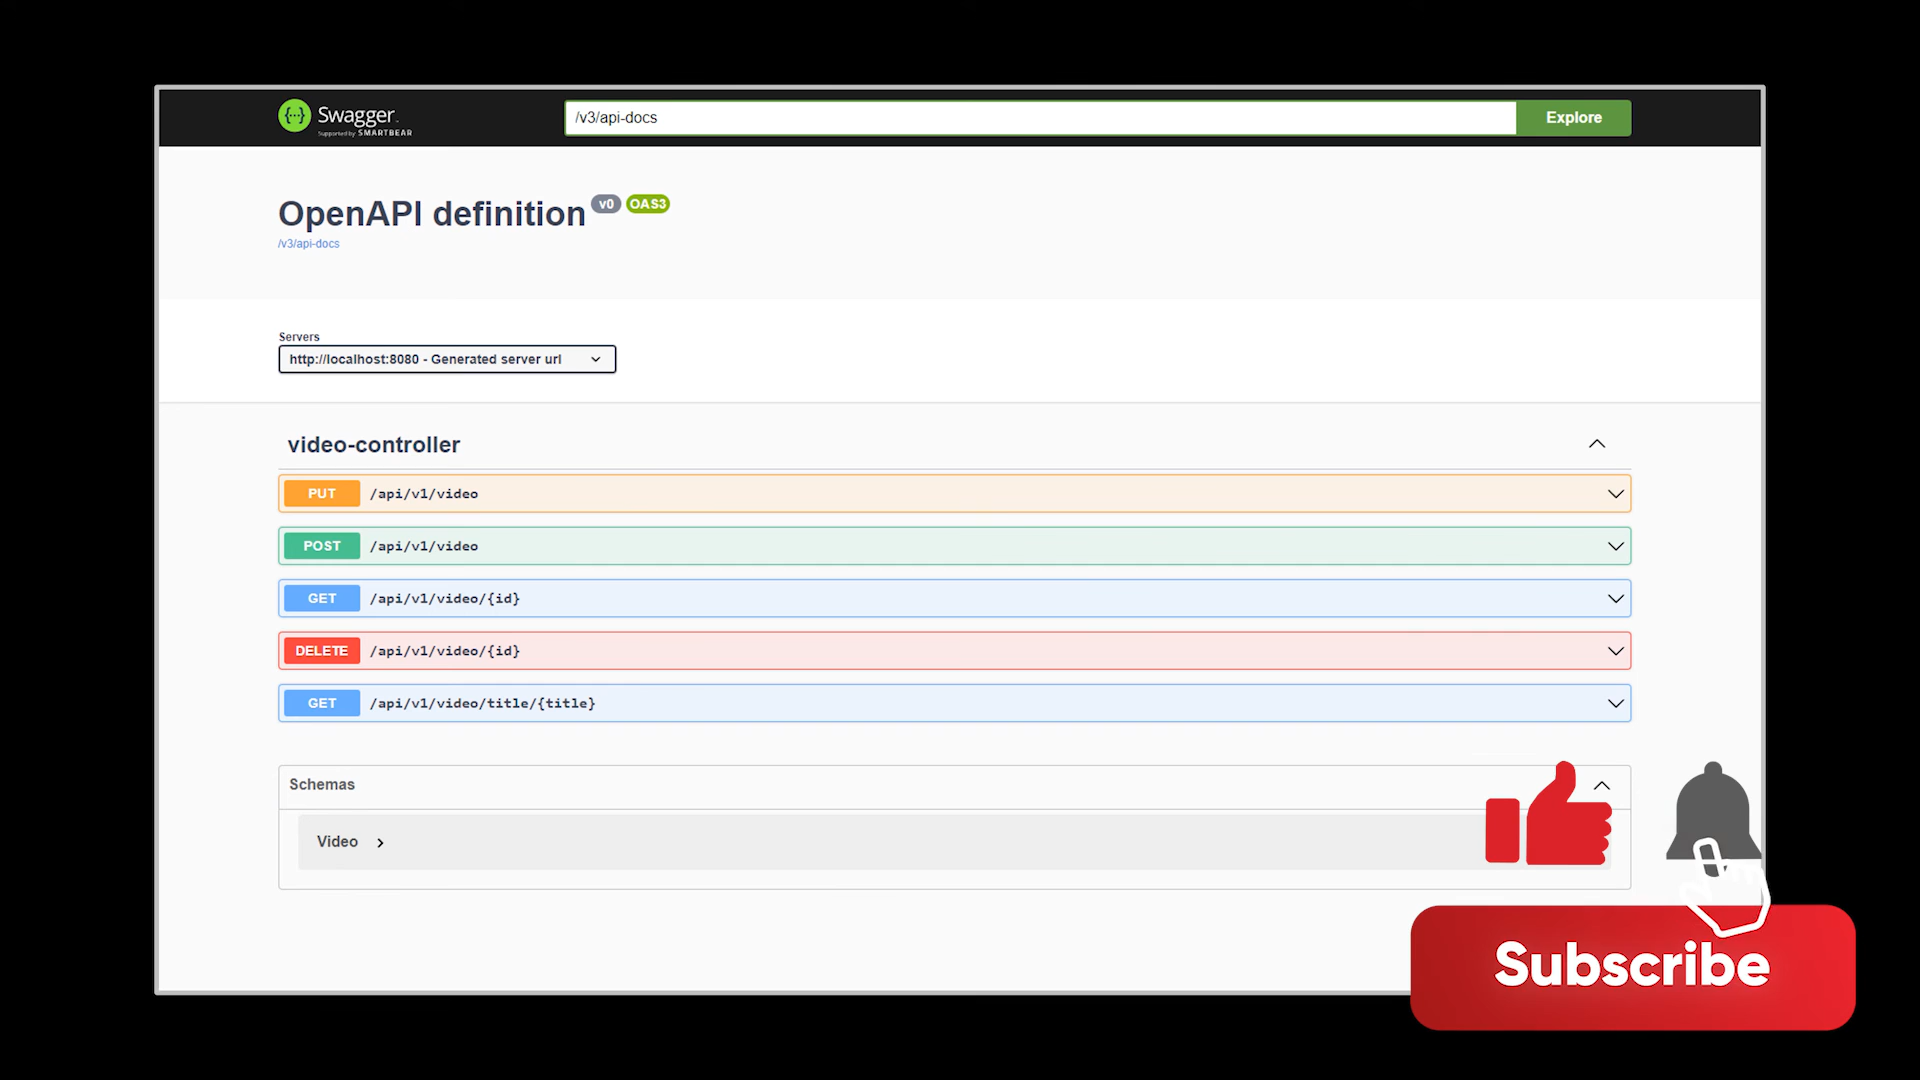 Swagger.
Supported by SMARTBEAR
/v3/api-docs
Explore
OpenAPI definition v0 OAS3
/v3/api-docs
Servers
http://localhost:8080 - Generated server url
video-controller
PUT /api/v1/video
POST /api/v1/video
GET /api/v1/video/{id}
DELETE /api/v1/video/{id}
GET /api/v1/video/title/{title}
Schemas
Video
Subscribe